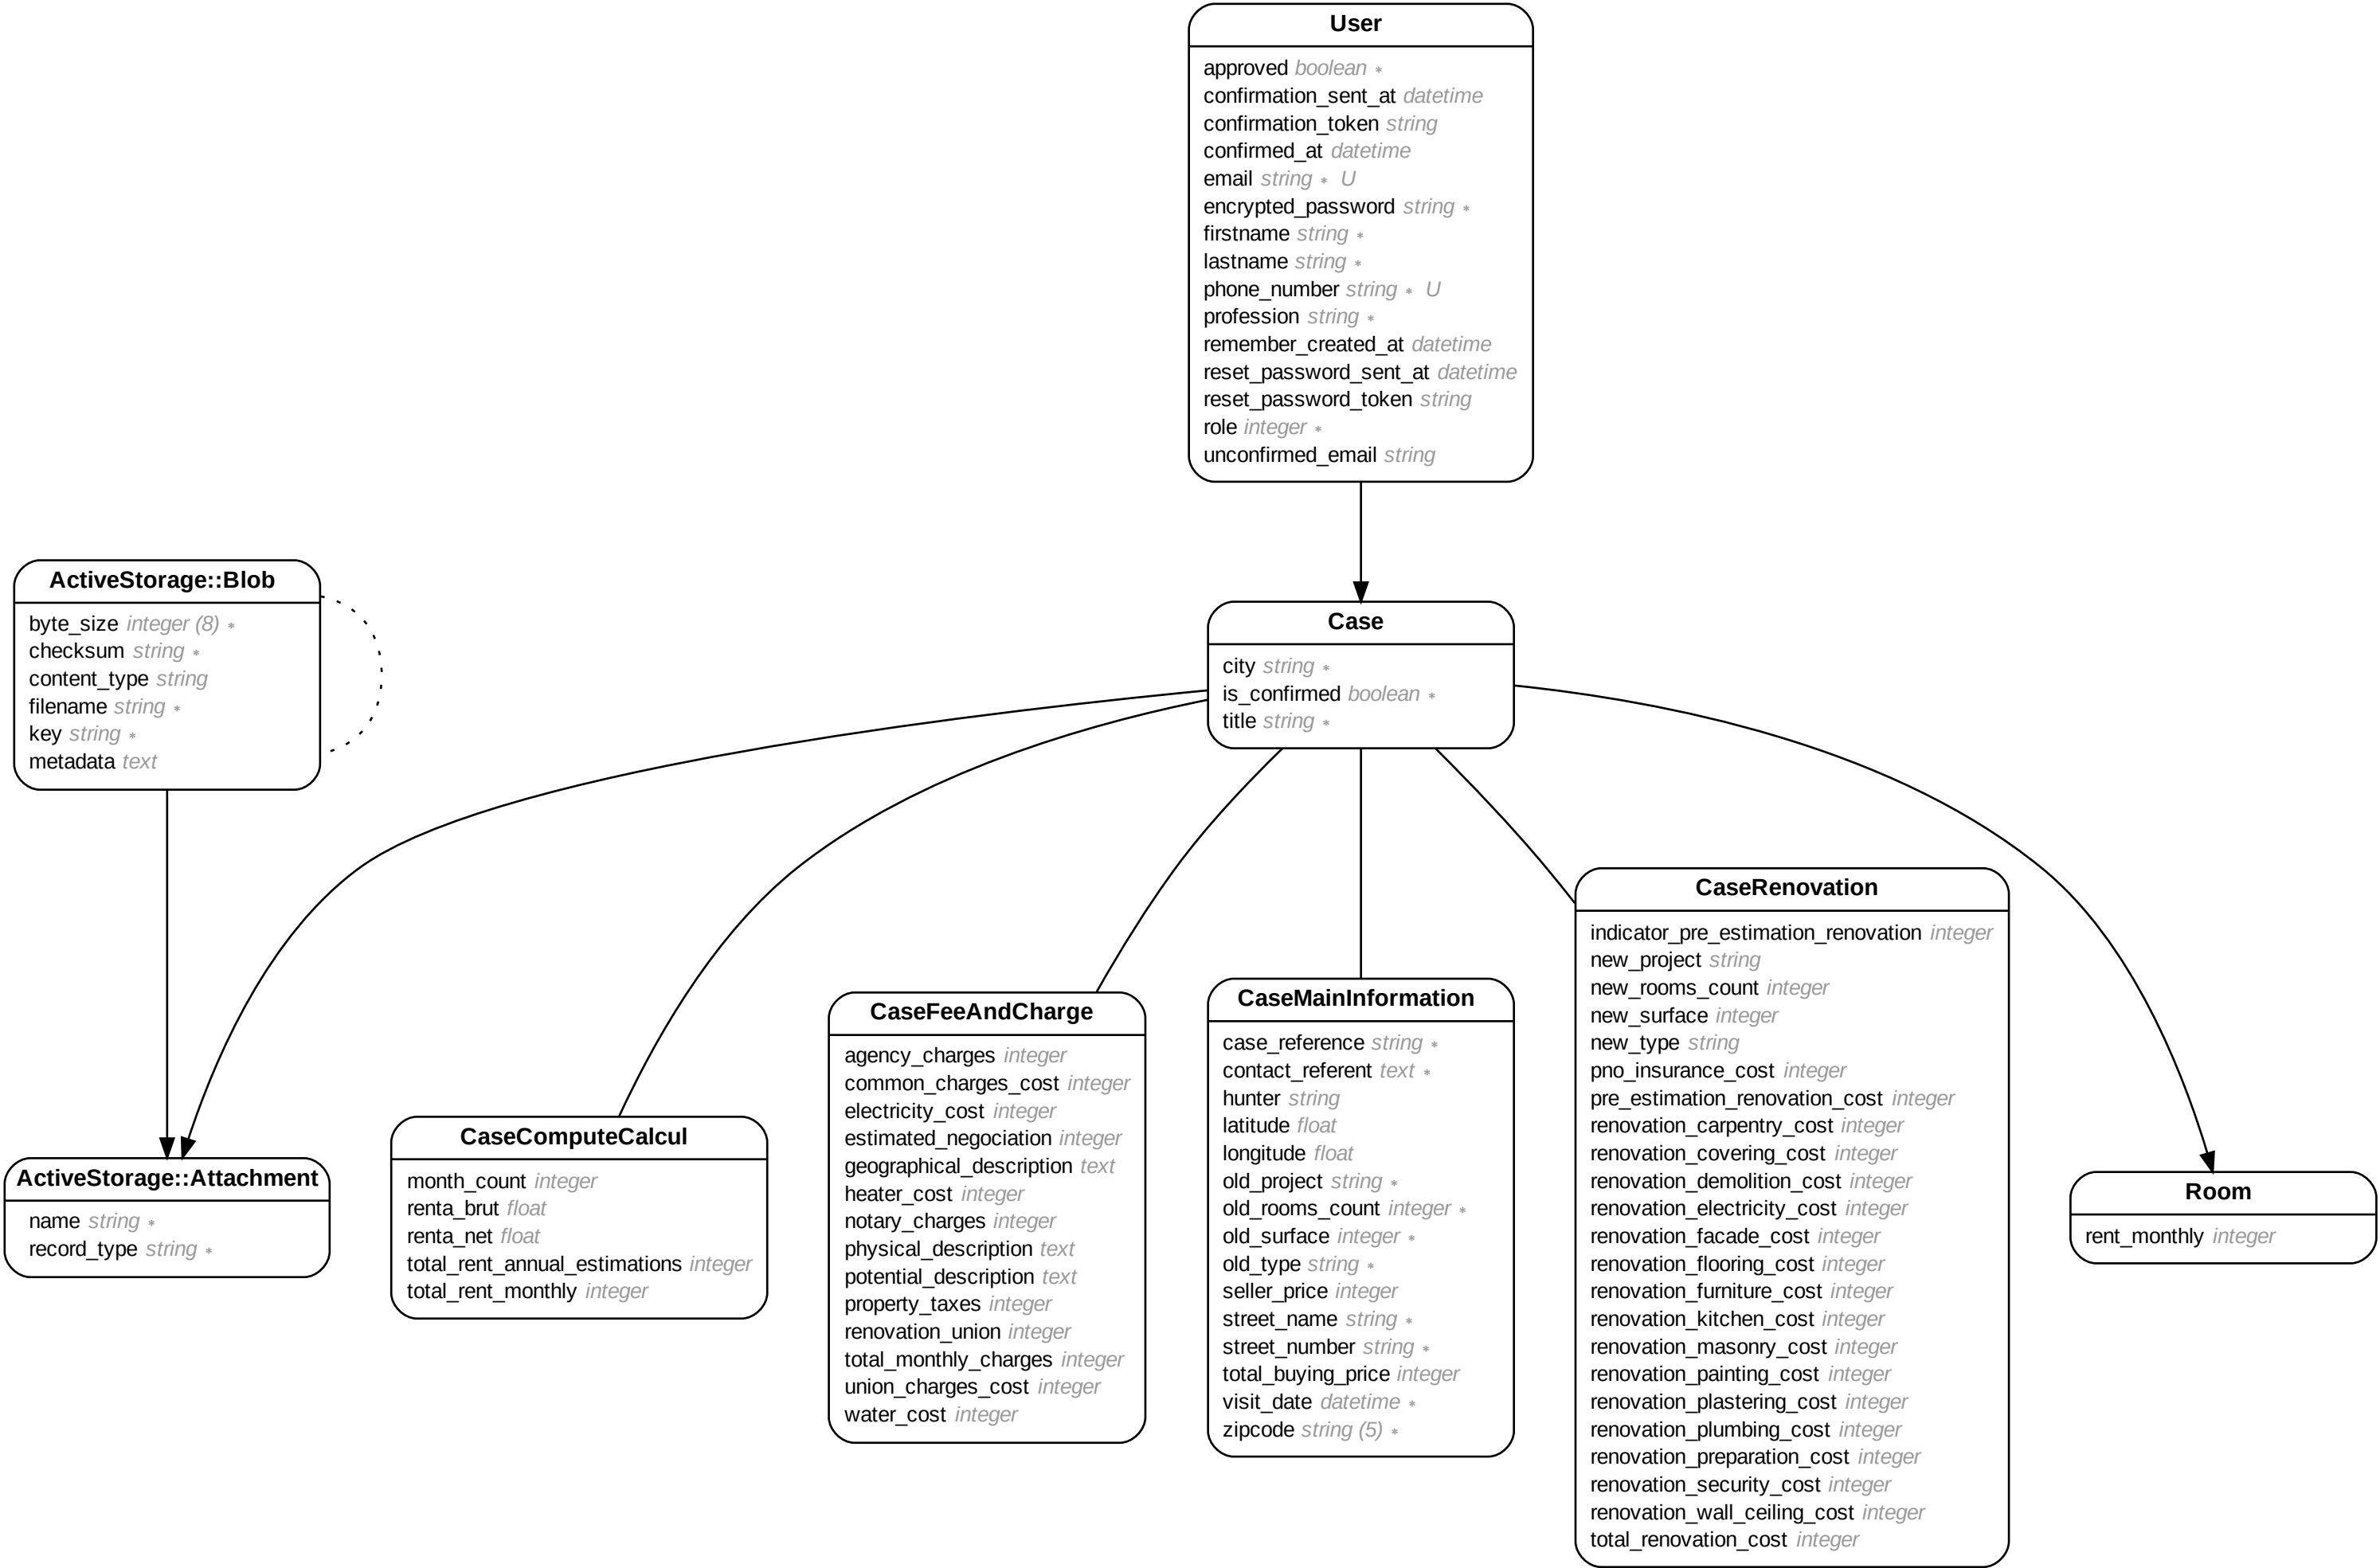 User
approved boolean *
confirmation_sent_at datetime
confirmation_token string
confirmed_at datetime
email string * U
encrypted_password string *
firstname string *
lastname string *
phone_number string * U
profession string *
remember_created_at datetime
reset_password_sent_at datetime
reset_password_token string
role integer *
unconfirmed_email string
ActiveStorage::Blob
byte_size integer (8) *
checksum string *
content_type string
filename string *
key string *
metadata text
Case
city string *
is_confirmed boolean *
title string *
ActiveStorage::Attachment
name string *
record_type string *
CaseComputeCalcul
month_count integer
renta_brut float
renta_net float
total_rent_annual_estimations integer
total_rent_monthly integer
CaseFeeAndCharge
agency_charges integer
common_charges_cost integer
electricity_cost integer
estimated_negociation integer
geographical_description text
heater_cost integer
notary_charges integer
physical_description text
potential_description text
property_taxes integer
renovation_union integer
total_monthly_charges integer
union_charges_cost integer
water_cost integer
CaseMainInformation
case_reference string *
contact_referent text *
hunter string
latitude float
longitude float
old_project string *
old_rooms_count integer *
old_surface integer *
old_type string *
seller_price integer
street_name string *
street_number string *
total_buying_price integer
visit_date datetime *
zipcode string (5) *
CaseRenovation
indicator_pre_estimation_renovation integer
new_project string
new_rooms_count integer
new_surface integer
new_type string
pno_insurance_cost integer
pre_estimation_renovation_cost integer
renovation_carpentry_cost integer
renovation_covering_cost integer
renovation_demolition_cost integer
renovation_electricity_cost integer
renovation_facade_cost integer
renovation_flooring_cost integer
renovation_furniture_cost integer
renovation_kitchen_cost integer
renovation_masonry_cost integer
renovation_painting_cost integer
renovation_plastering_cost integer
renovation_plumbing_cost integer
renovation_preparation_cost integer
renovation_security_cost integer
renovation_wall_ceiling_cost integer
total_renovation_cost integer
Room
rent_monthly integer